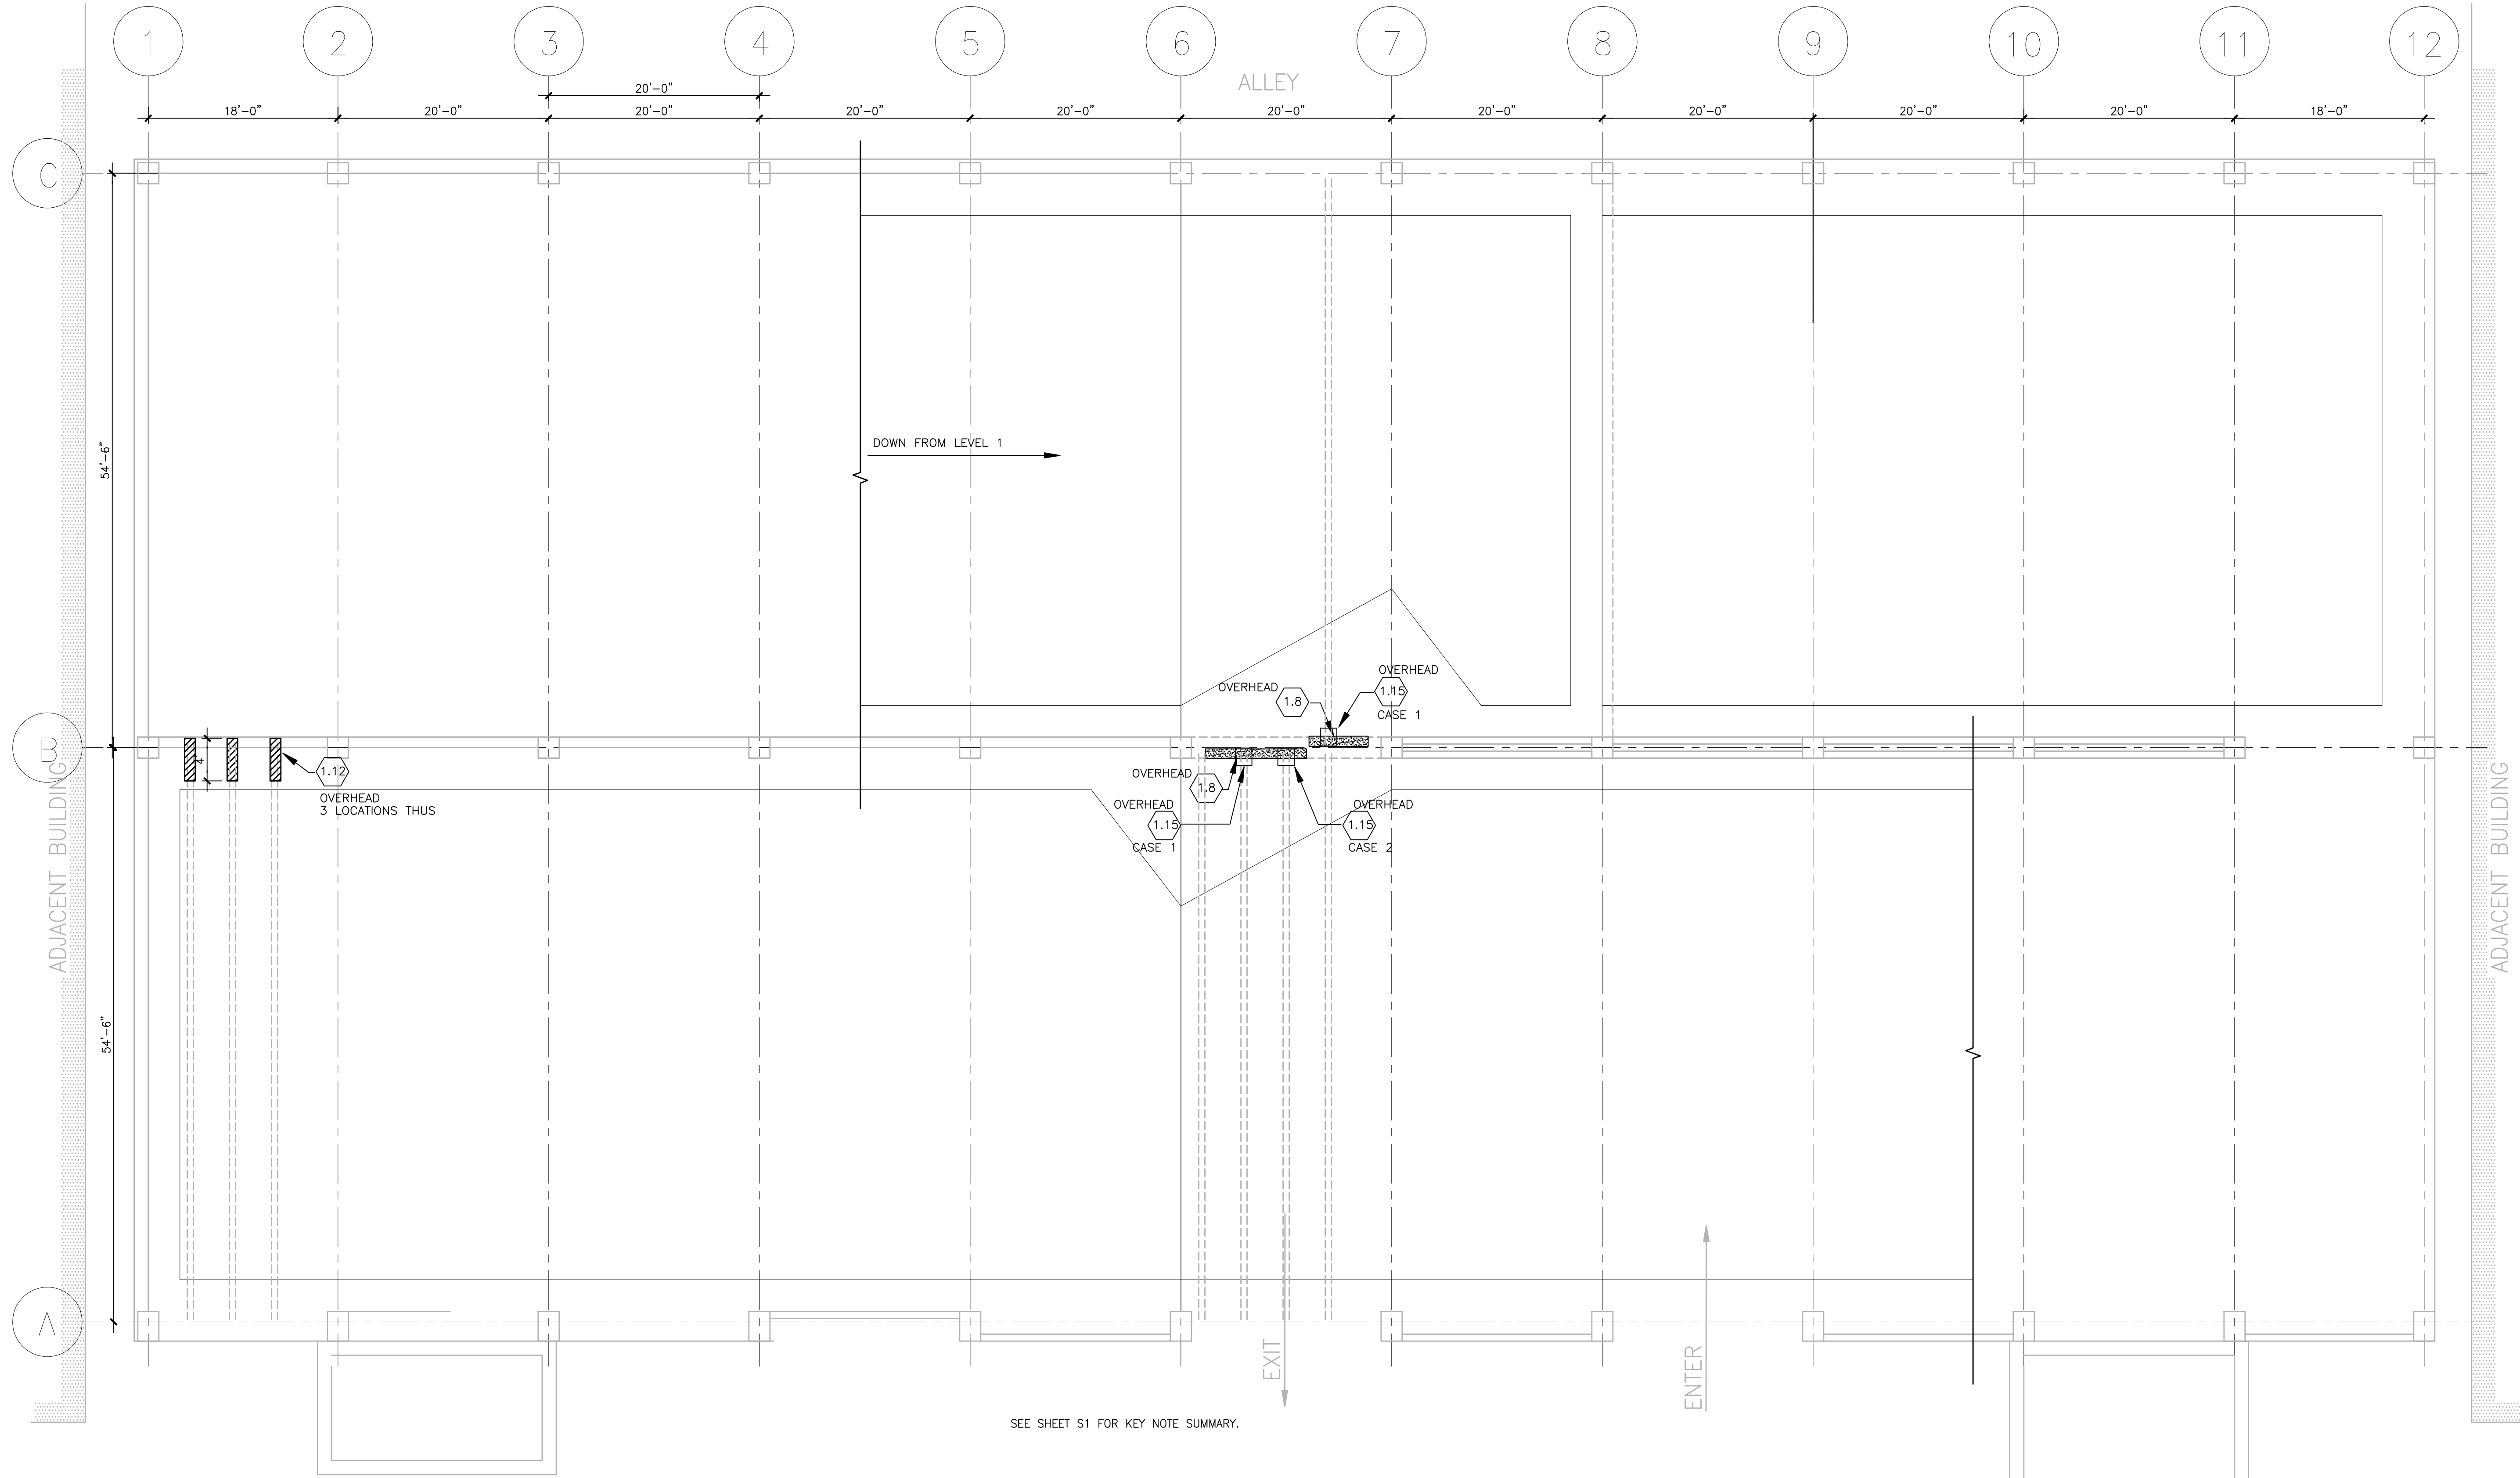 1 2 3 4 5 6 7 8 9 10 11 12
ALLEY
20'-0"
18'-0" 20'-0" 20'-0" 20'-0" 20'-0" 20'-0" 20'-0" 20'-0" 20'-0" 20'-0" 18'-0"
C
54'-6"
DOWN FROM LEVEL 1
OVERHEAD
1.15
CASE 1
OVERHEAD
1.8
B
4
1.12
OVERHEAD
3 LOCATIONS THUS
OVERHEAD
1.8
OVERHEAD
1.15
CASE 1
OVERHEAD
1.15
CASE 2
ADJACENT BUILDING
ADJACENT BUILDING
54'-6"
A
EXIT
ENTER
SEE SHEET S1 FOR KEY NOTE SUMMARY.